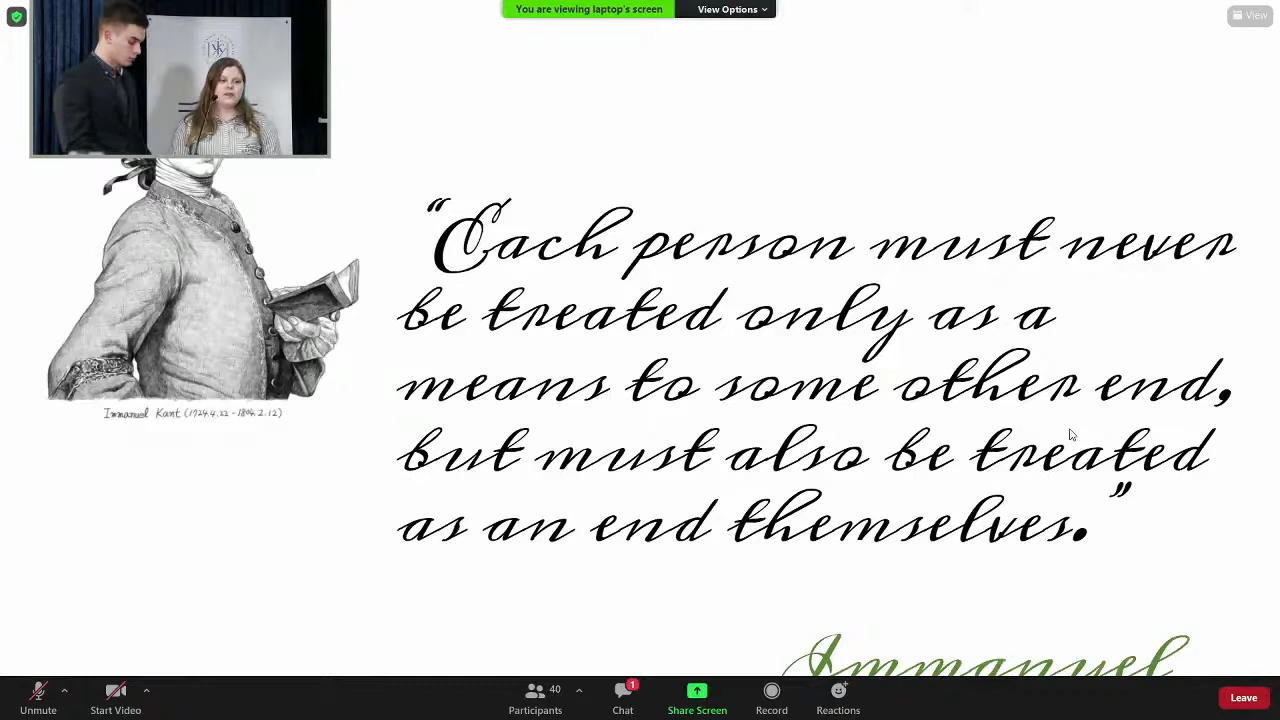 You are viewing laptop's screen
View Options
View
“Each person must never
be treated only as a
means to some other end,
but must also be treated
as an end themselves.”
Immanuel Kant (1724.4.22 - 1804.2.12)
Immanuel
Unmute
Start Video
40
Participants
1
Chat
Share Screen
Record
Reactions
Leave